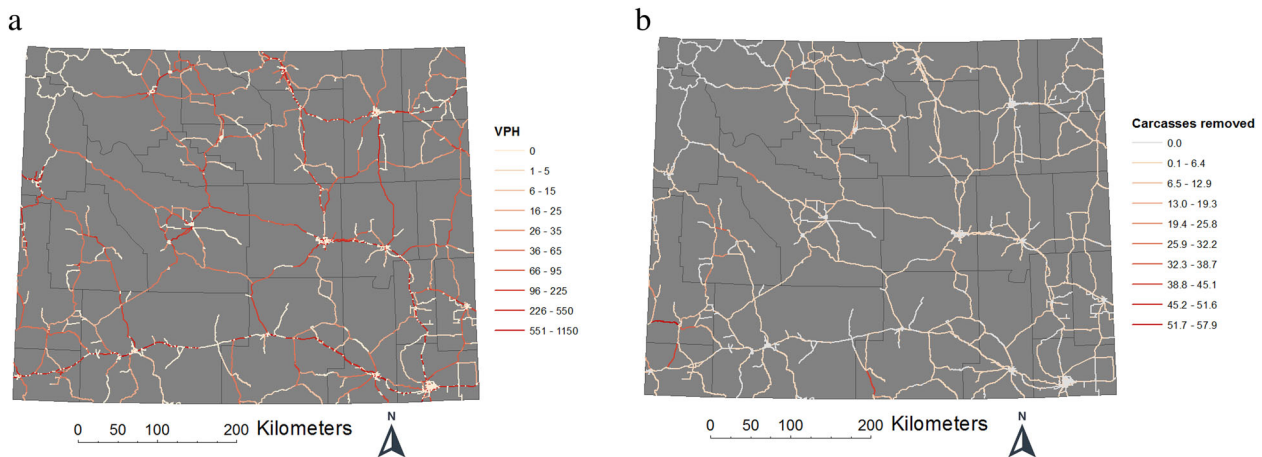 a
VPH
0
1 - 5
6 - 15
16 - 25
26 - 35
36 - 65
66 - 95
96 - 225
226 - 550
551 - 1150
0 50 100 200 Kilometers
N
b
Carcasses removed
0.0
0.1 - 6.4
6.5 - 12.9
13.0 - 19.3
19.4 - 25.8
25.9 - 32.2
32.3 - 38.7
38.8 - 45.1
45.2 - 51.6
51.7 - 57.9
0 50 100 200 Kilometers
N